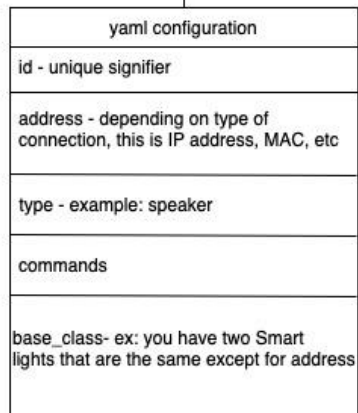 yaml configuration
id - unique signifier
address - depending on type of
connection, this is IP address, MAC, etc
type - example: speaker
commands
base_class- ex: you have two Smart
lights that are the same except for address